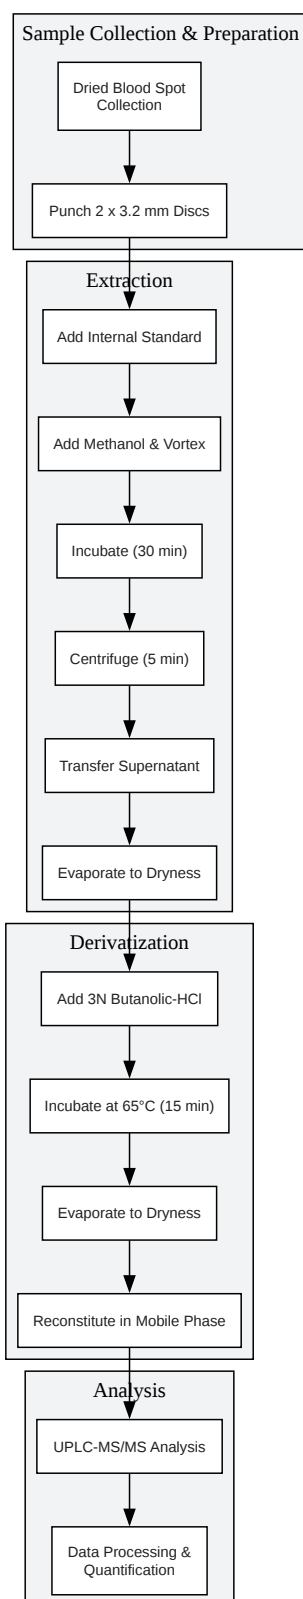 Sample Collection & Preparation
Dried Blood Spot
Collection
Punch 2 x 3.2 mm Discs
Extraction
Add Internal Standard
Add Methanol & Vortex
Incubate (30 min)
Centrifuge (5 min)
Transfer Supernatant
Evaporate to Dryness
Derivatization
Add 3N Butanolic-HCl
Incubate at 65°C (15 min)
Evaporate to Dryness
Reconstitute in Mobile Phase
Analysis
UPLC-MS/MS Analysis
Data Processing &
Quantification